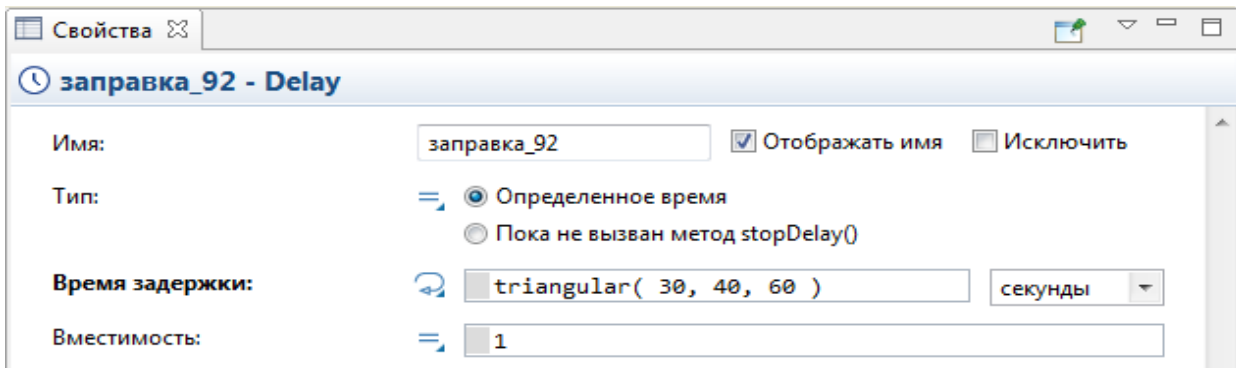 Свойства
заправка_92 - Delay
Имя: заправка_92 Отображать имя Исключить
Тип: Определенное время
Пока не вызван метод stopDelay()
Время задержки: triangular( 30, 40, 60 ) секунды
Вместимость: 1